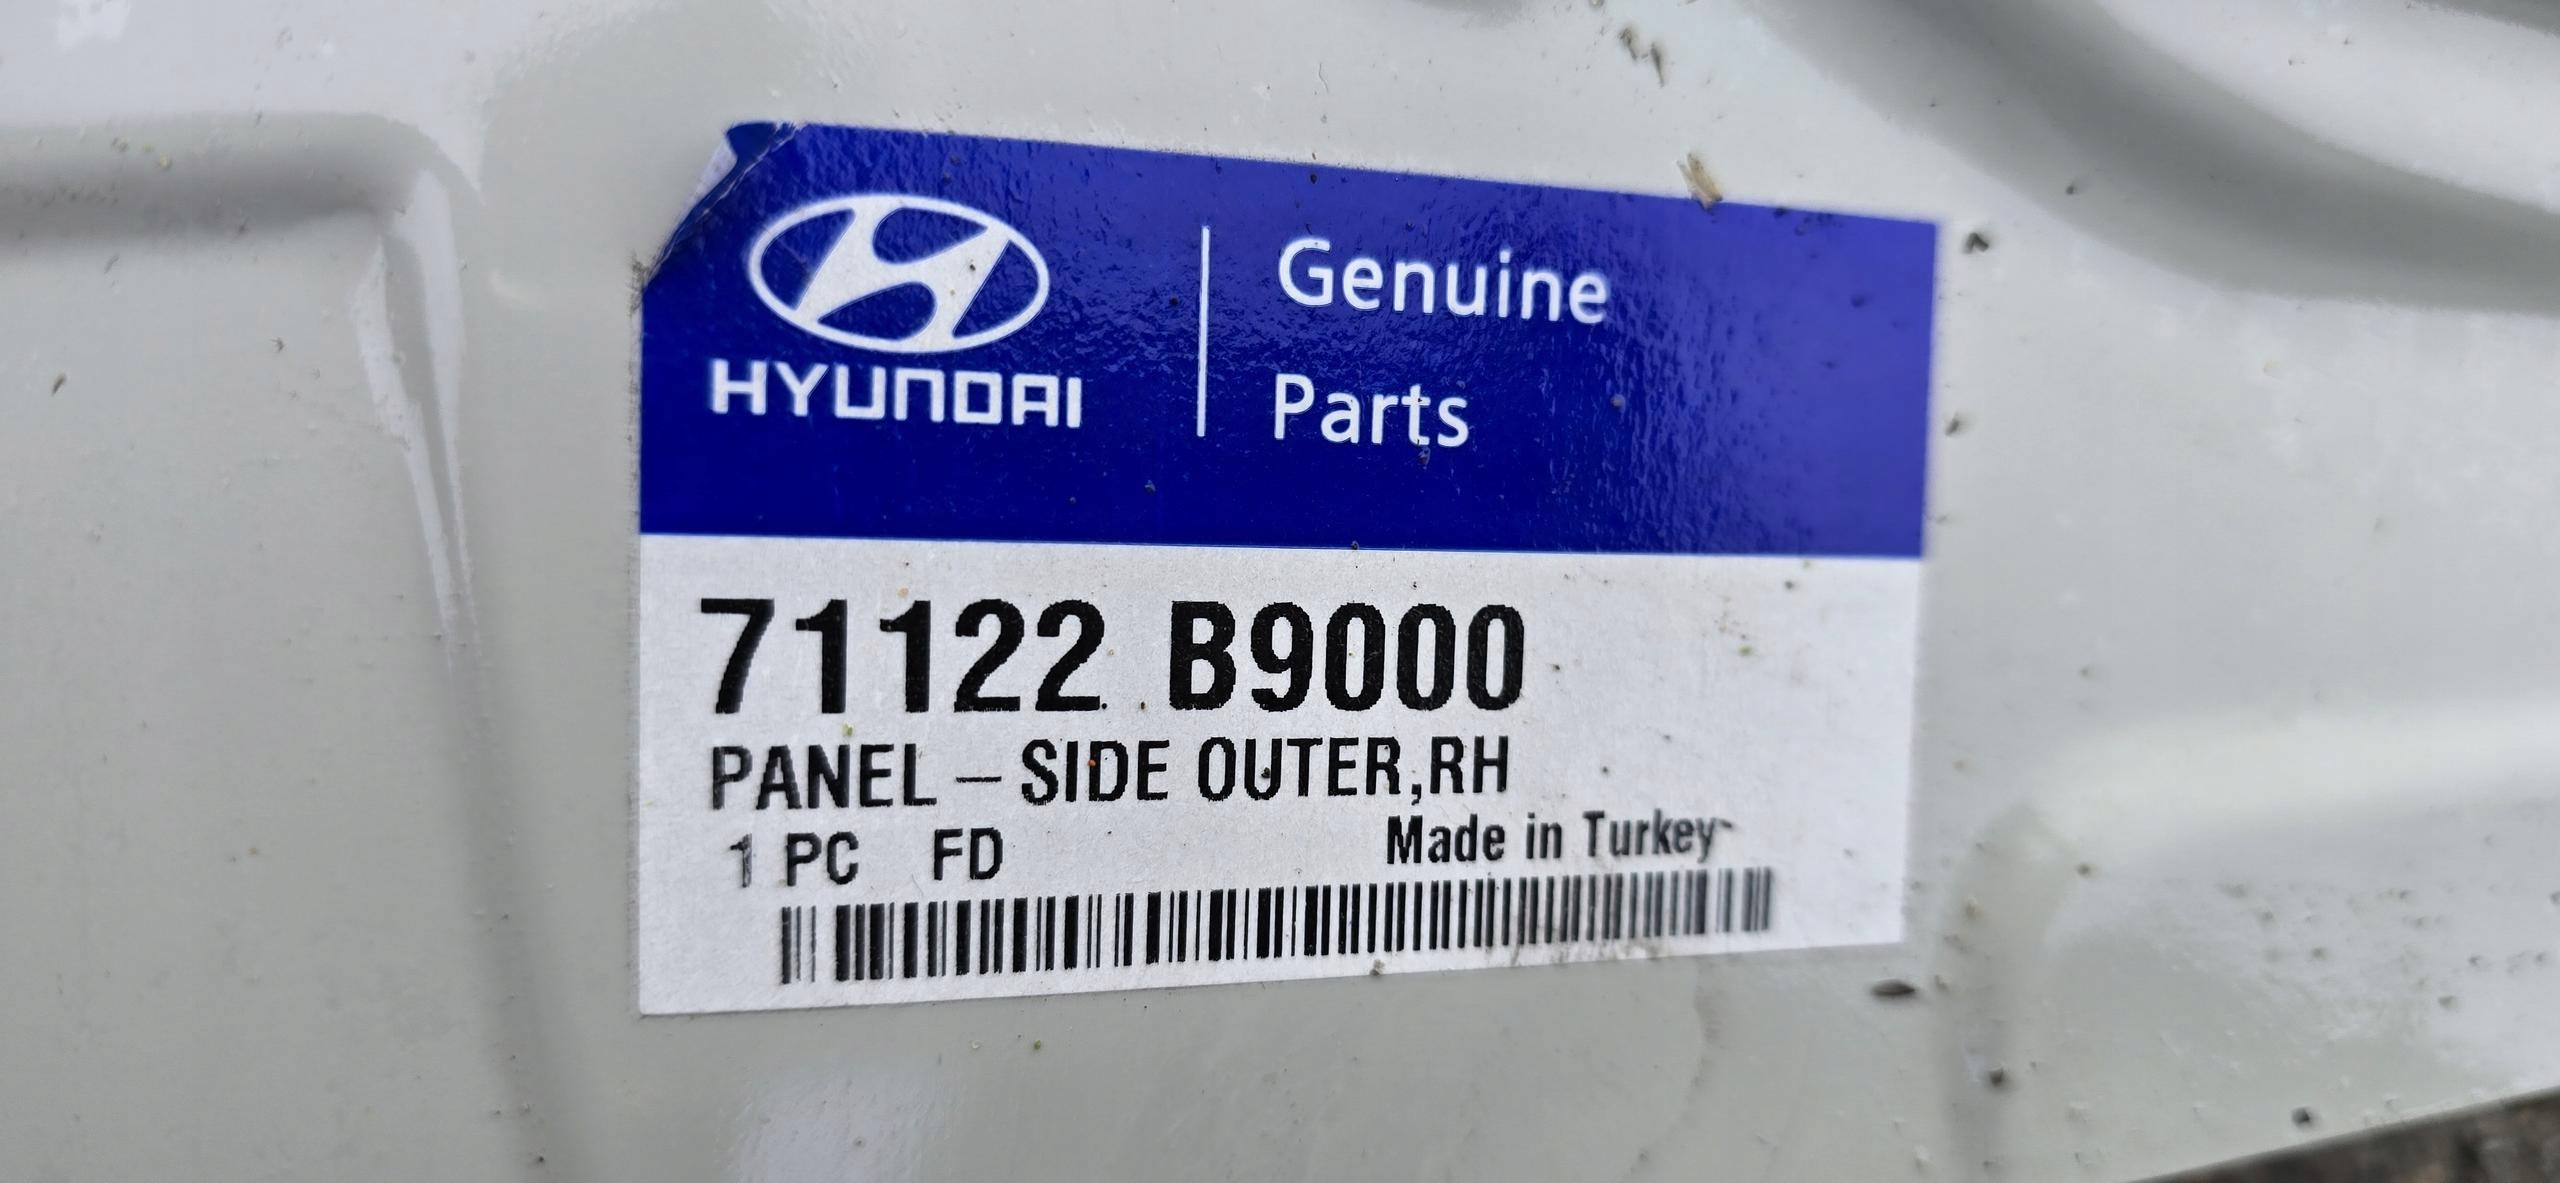 HYUNDAI
Genuine
Parts
71122 B9000
PANEL - SIDE OUTER,RH
1 PC FD
Made in Turkey